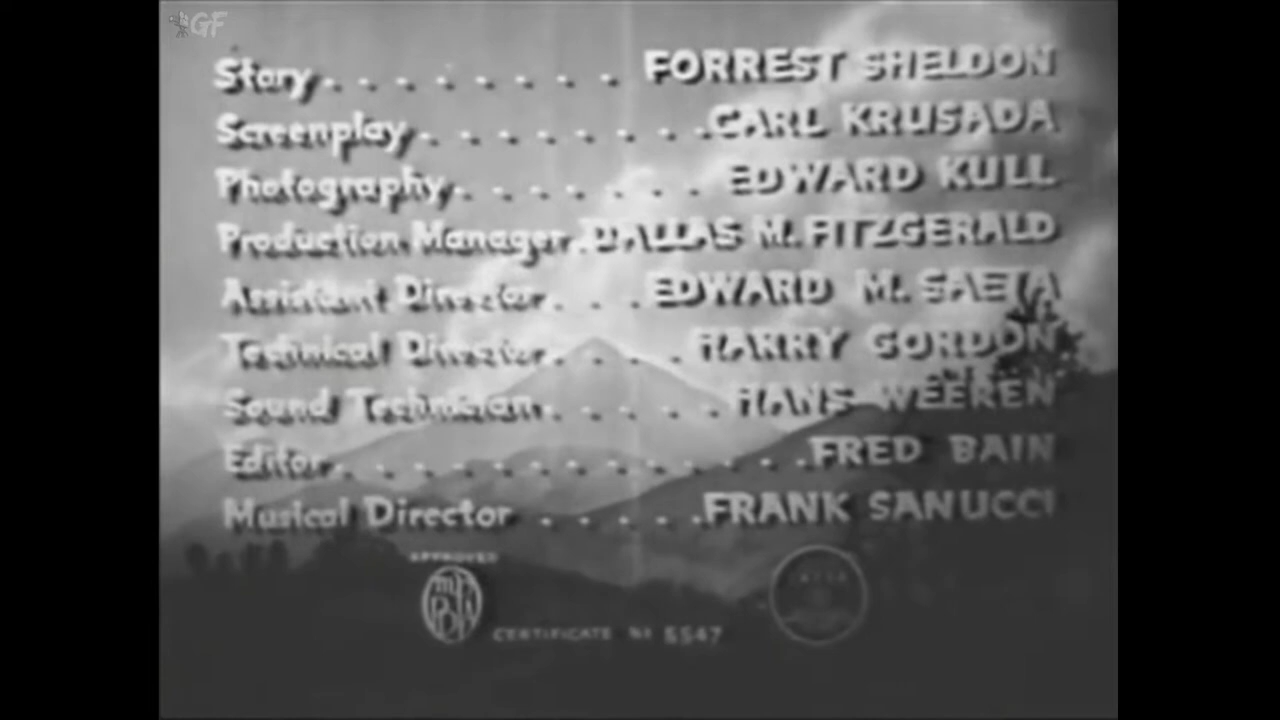 GF
Story. . . . . . . . . FORREST SHELDON
Screenplay. . . . . . . . .CARL KRUSADA
Photography. . . . . . . EDWARD KULL
Production Manager.DALLAS M. FITZGERALD
Assistant Director. . . EDWARD M. SAETA
Technical Director. . . . HARRY GORDON
Sound Technician. . . . . HANS WEEREN
Editor. . . . . . . . . . . . .FRED BAIN
Musical Director . . . . .FRANK SANUCCI
APPROVED
CERTIFICATE Nº 5547